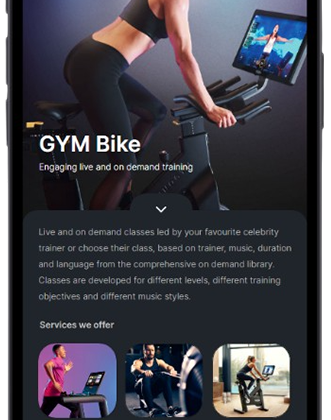 GYM Bike
Engaging live and on demand training
Live and on demand classes led by your favourite celebrity
trainer or choose their class, based on trainer, music, duration
and language from the comprehensive on demand library.
Classes are developed for different levels, different training
objectives and different music styles.
Services we offer